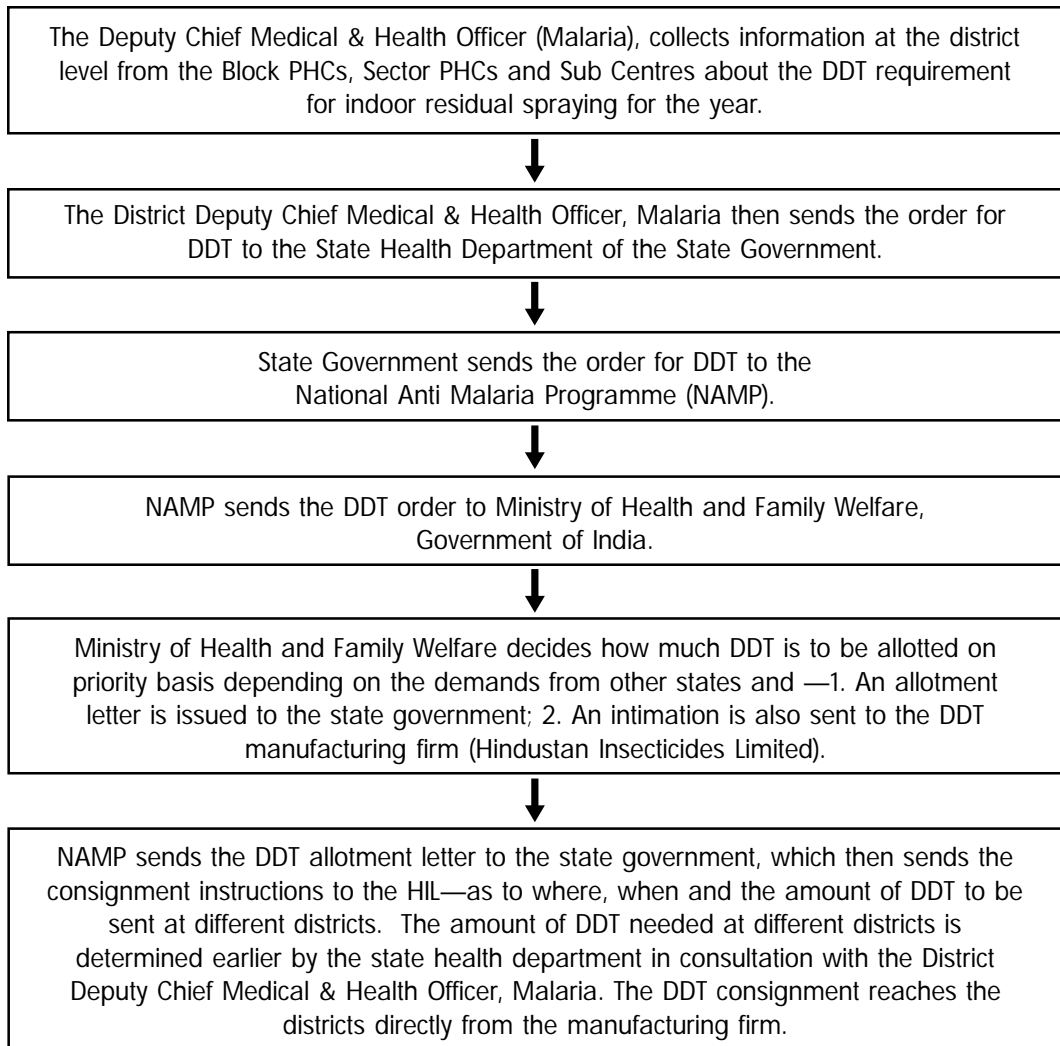 The Deputy Chief Medical & Health Officer (Malaria), collects information at the district
level from the Block PHCs, Sector PHCs and Sub Centres about the DDT requirement
for indoor residual spraying for the year.
The District Deputy Chief Medical & Health Officer, Malaria then sends the order for
DDT to the State Health Department of the State Government.
State Government sends the order for DDT to the
National Anti Malaria Programme (NAMP).
NAMP sends the DDT order to Ministry of Health and Family Welfare,
Government of India.
Ministry of Health and Family Welfare decides how much DDT is to be allotted on
priority basis depending on the demands from other states and —1. An allotment
letter is issued to the state government; 2. An intimation is also sent to the DDT
manufacturing firm (Hindustan Insecticides Limited).
NAMP sends the DDT allotment letter to the state government, which then sends the
consignment instructions to the HIL—as to where, when and the amount of DDT to be
sent at different districts.  The amount of DDT needed at different districts is
determined earlier by the state health department in consultation with the District
Deputy Chief Medical & Health Officer, Malaria. The DDT consignment reaches the
districts directly from the manufacturing firm.